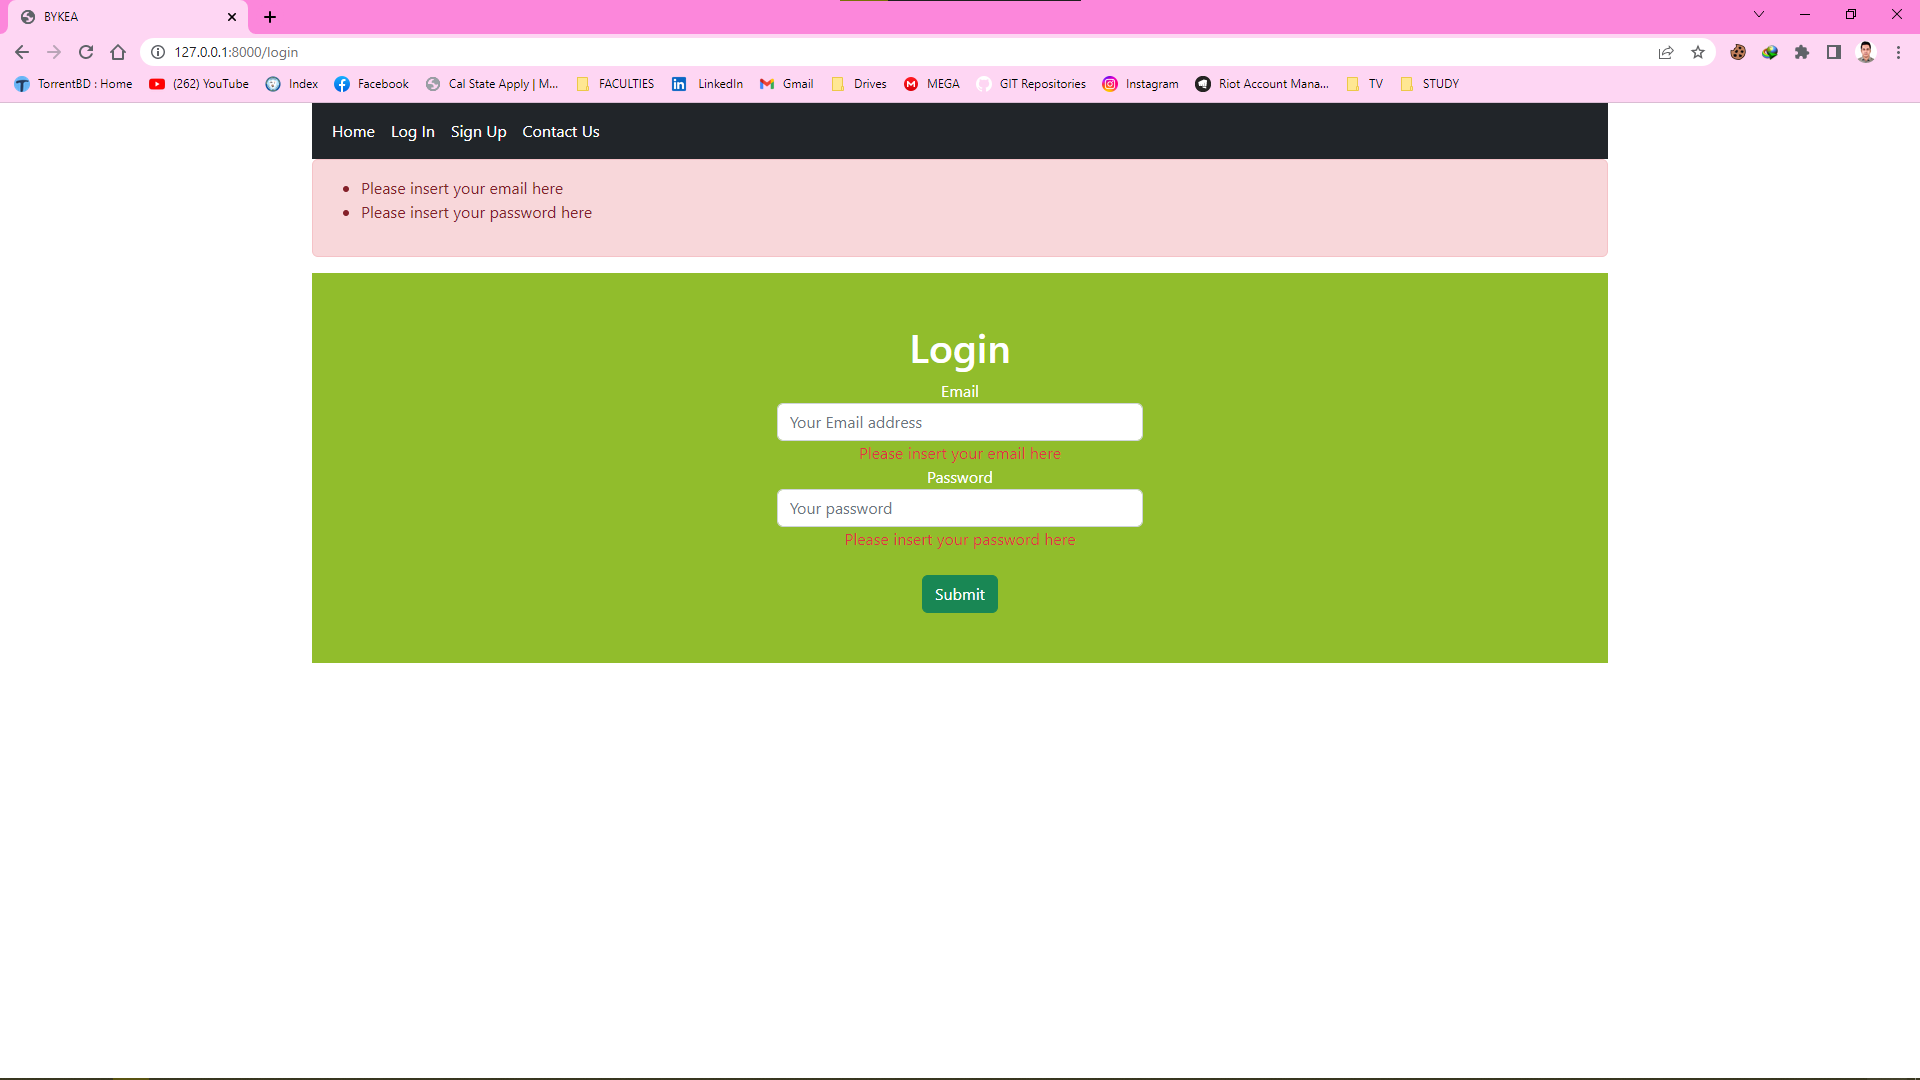 BYKEA
127.0.0.1:8000/login
TorrentBD : Home (262) YouTube Index Facebook Cal State Apply | M... FACULTIES LinkedIn Gmail Drives MEGA GIT Repositories Instagram Riot Account Mana... TV STUDY
Home Log In Sign Up Contact Us
• Please insert your email here
• Please insert your password here
Login
Email
Your Email address
Please insert your email here
Password
Your password
Please insert your password here
Submit